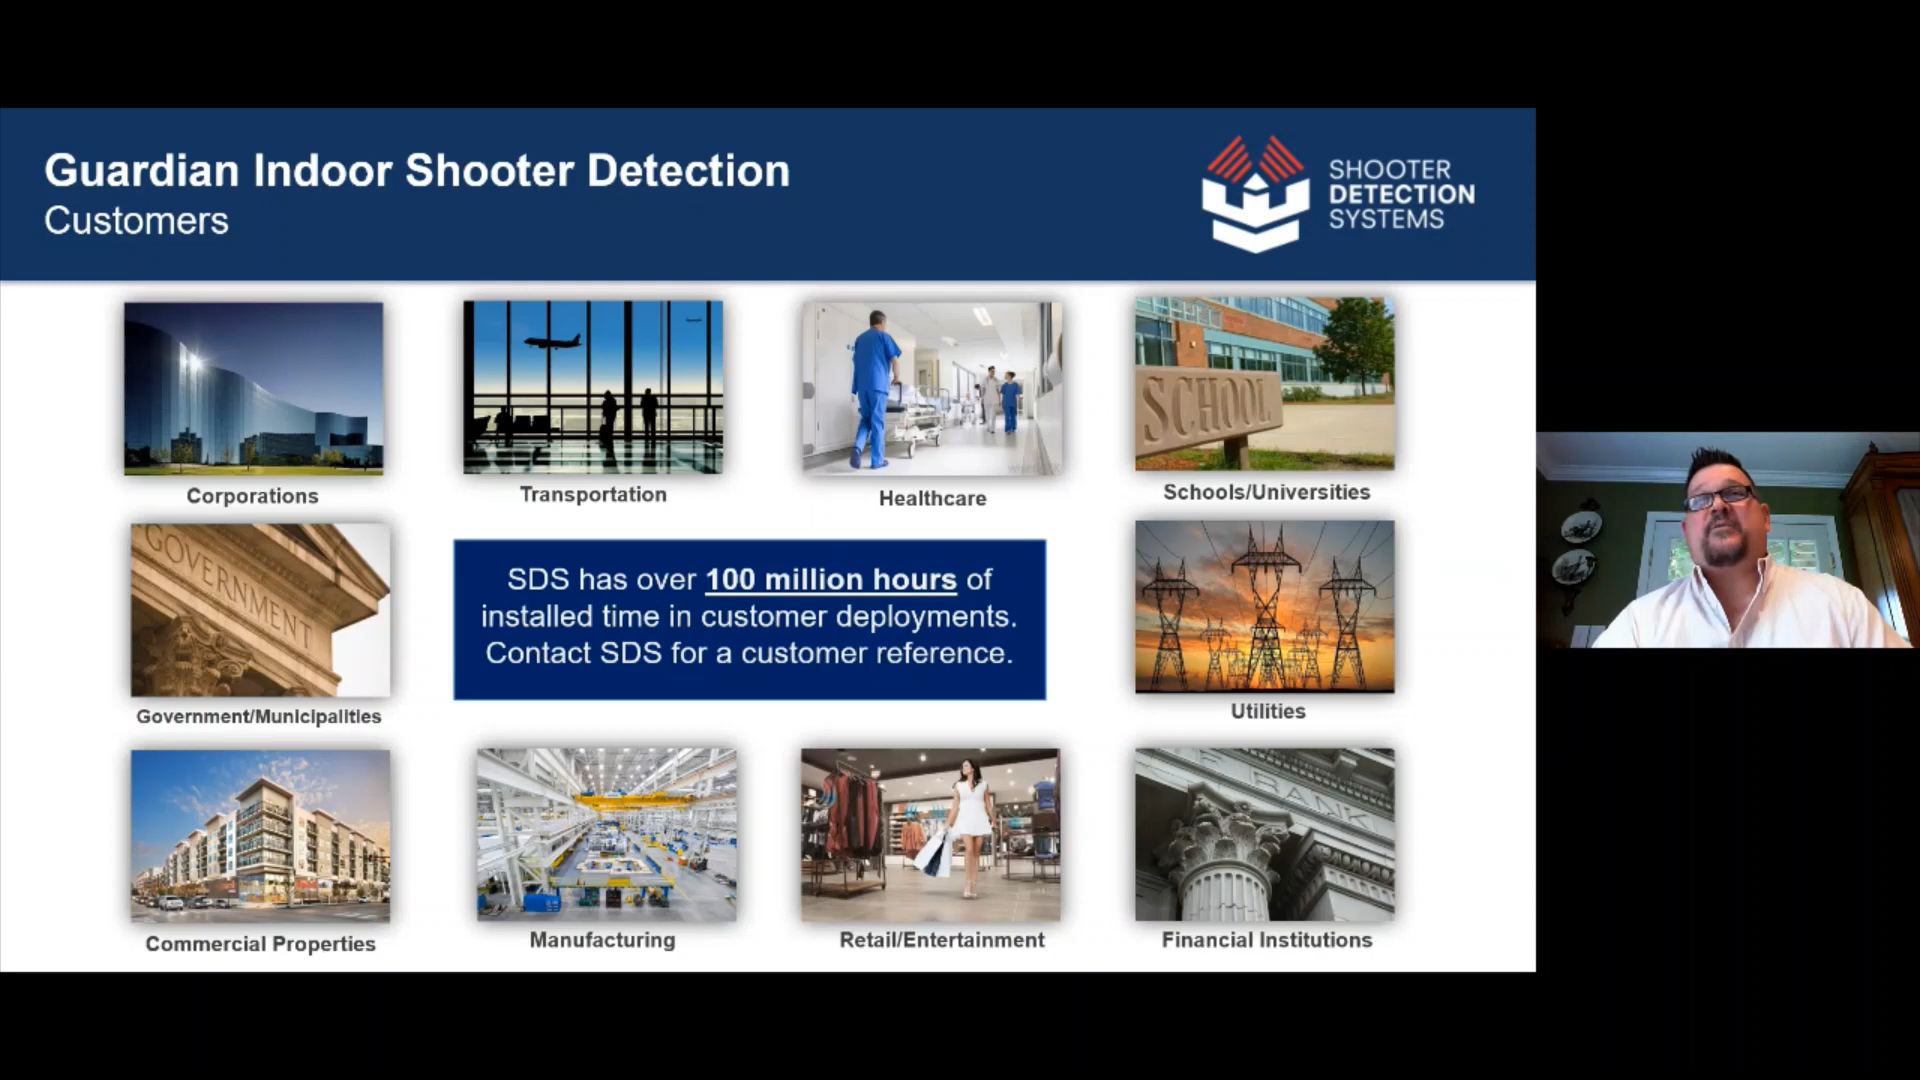 Guardian Indoor Shooter Detection
Customers
SHOOTER
DETECTION
SYSTEMS
SCHOOL
Corporations
Transportation
Healthcare
Schools/Universities
GOVERNMENT
SDS has over 100 million hours of
installed time in customer deployments.
Contact SDS for a customer reference.
Government/Municipalities
Utilities
BANK
Commercial Properties
Manufacturing
Retail/Entertainment
Financial Institutions